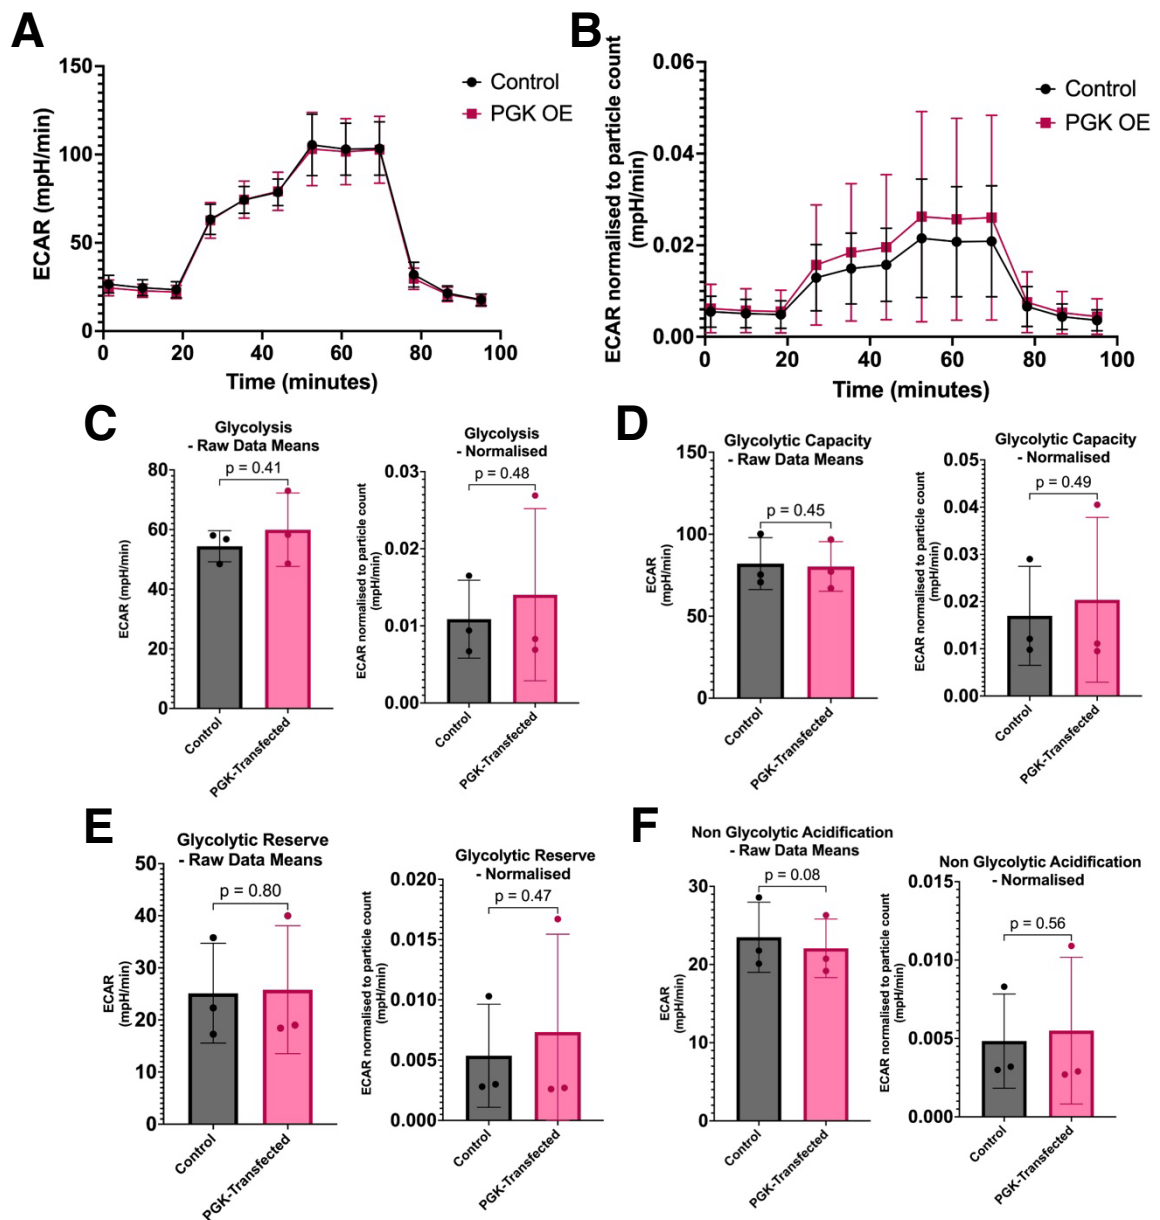 A
150
100
50
0
ECAR (mpH/min)
0
20
40
60
80
100
Time (minutes)
Control
PGK OE
B
0.06
0.04
0.02
0.00
ECAR normalised to particle count
(mpH/min)
0
20
40
60
80
100
Time (minutes)
Control
PGK OE
C
Glycolysis
- Raw Data Means
p = 0.41
80
60
40
20
0
ECAR (mpH/min)
Control
PGK-Transfected
Glycolysis
- Normalised
p = 0.48
0.03
0.02
0.01
0.00
ECAR normalised to particle count
(mpH/min)
Control
PGK-Transfected
D
Glycolytic Capacity
- Raw Data Means
p = 0.45
150
100
50
0
ECAR
(mpH/min)
Control
PGK-Transfected
Glycolytic Capacity
- Normalised
p = 0.49
0.05
0.04
0.03
0.02
0.01
0.00
ECAR normalised to particle count
(mpH/min)
Control
PGK-Transfected
E
Glycolytic Reserve
- Raw Data Means
p = 0.80
50
40
30
20
10
0
ECAR
(mpH/min)
Control
PGK-Transfected
Glycolytic Reserve
- Normalised
p = 0.47
0.020
0.015
0.010
0.005
0.000
ECAR normalised to particle count
(mpH/min)
Control
PGK-Transfected
F
Non Glycolytic Acidification
- Raw Data Means
p = 0.08
30
20
10
0
ECAR
(mpH/min)
Control
PGK-Transfected
Non Glycolytic Acidification
- Normalised
p = 0.56
0.015
0.010
0.005
0.000
ECAR normalised to particle count
(mpH/min)
Control
PGK-Transfected